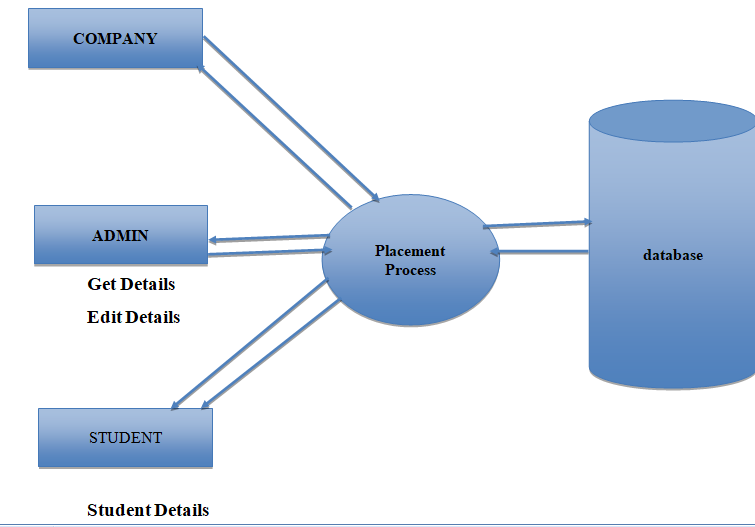 COMPANY
ADMIN
Get Details
Edit Details
Placement
Process
database
STUDENT
Student Details